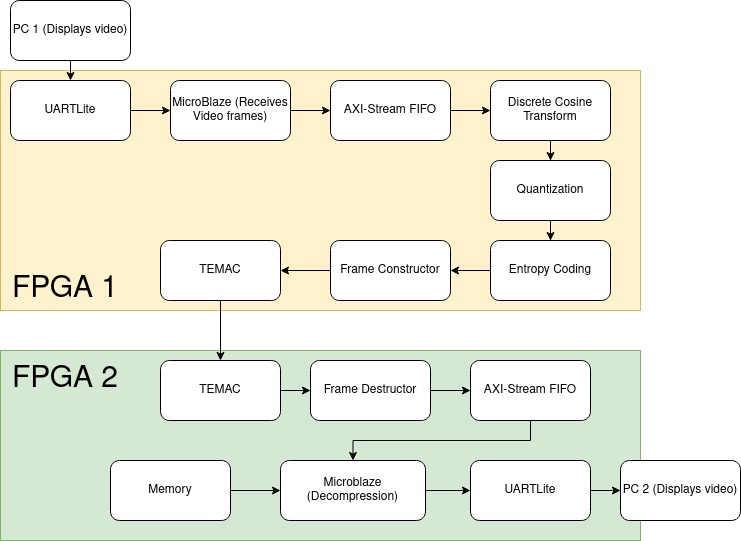 PC 1 (Displays video)
UARTLite
MicroBlaze (Receives
Video frames)
AXI-Stream FIFO
Discrete Cosine
Transform
Quantization
TEMAC
Frame Constructor
Entropy Coding
FPGA 1
FPGA 2
TEMAC
Frame Destructor
AXI-Stream FIFO
Memory
Microblaze
(Decompression)
UARTLite
PC 2 (Displays video)